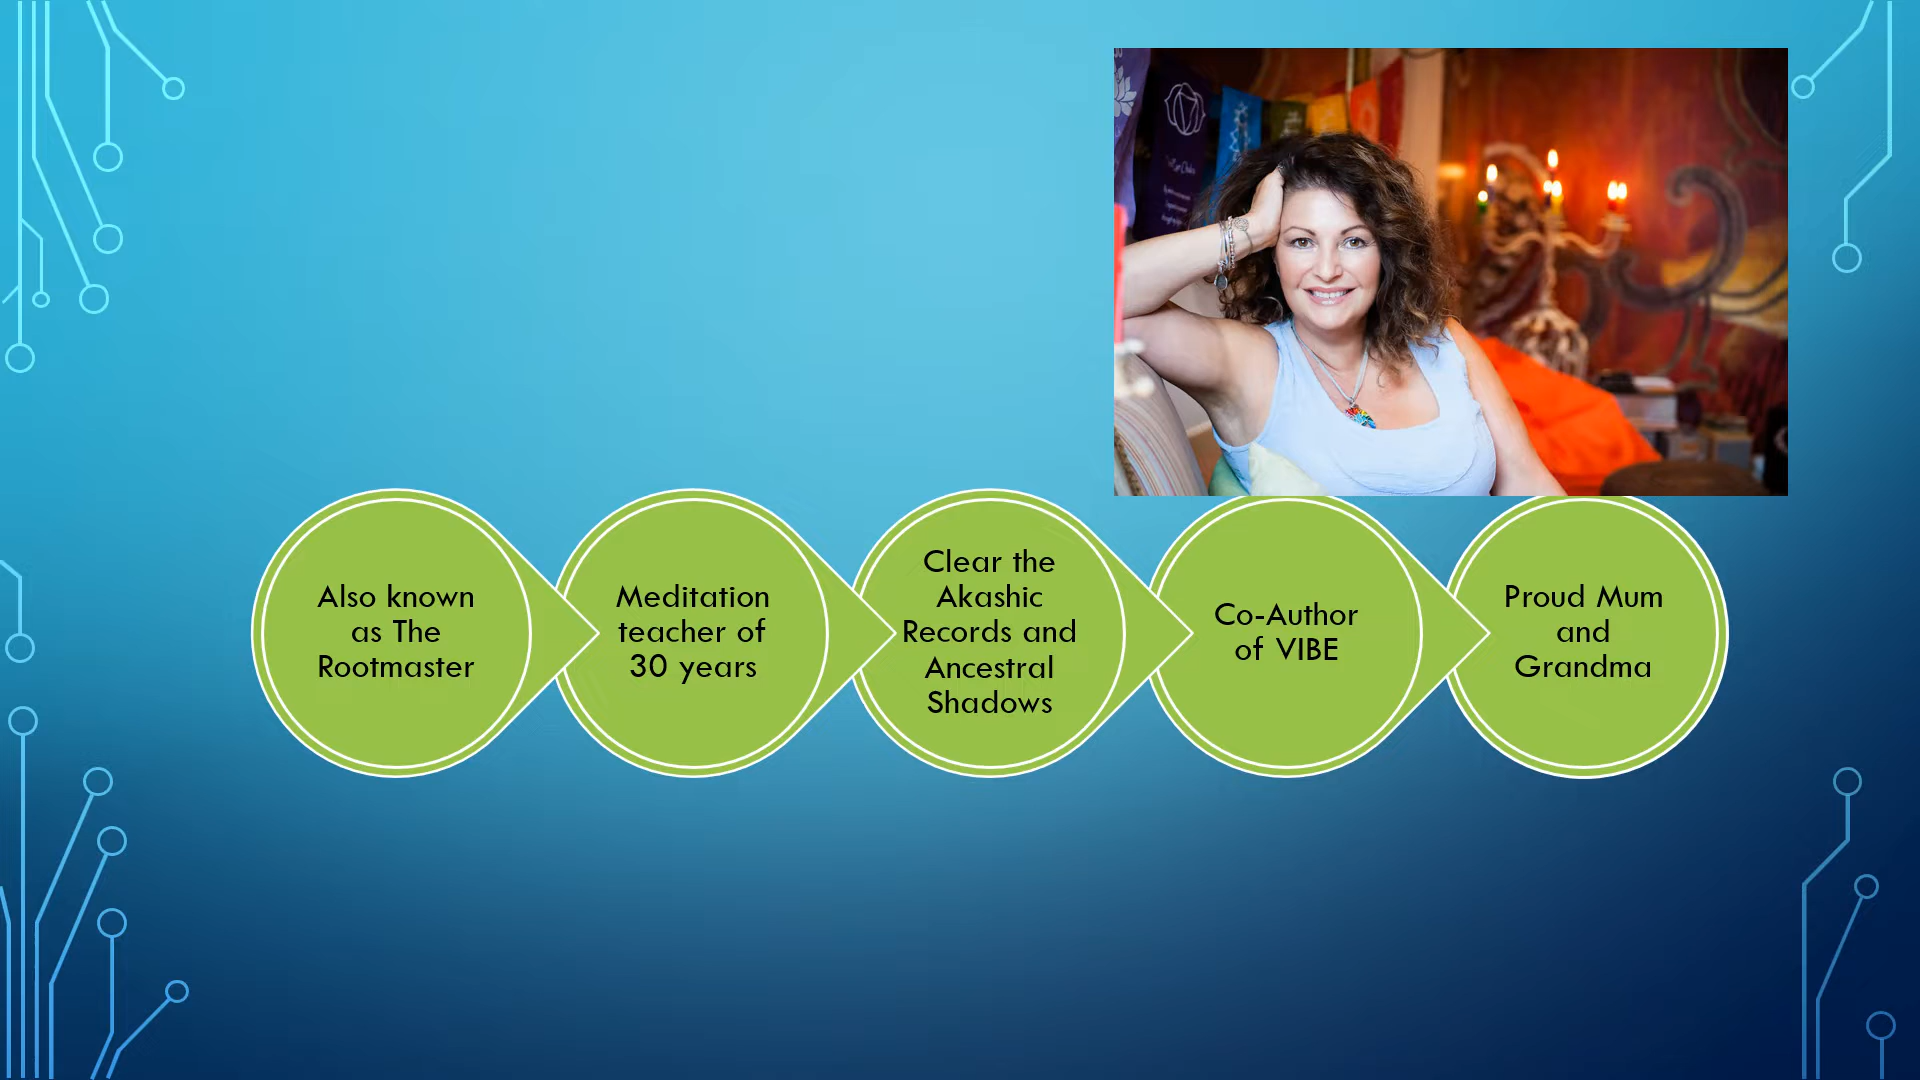 Also known
as The
Rootmaster
Meditation
teacher of
30 years
Clear the
Akashic
Records and
Ancestral
Shadows
Co-Author
of VIBE
Proud Mum
and
Grandma